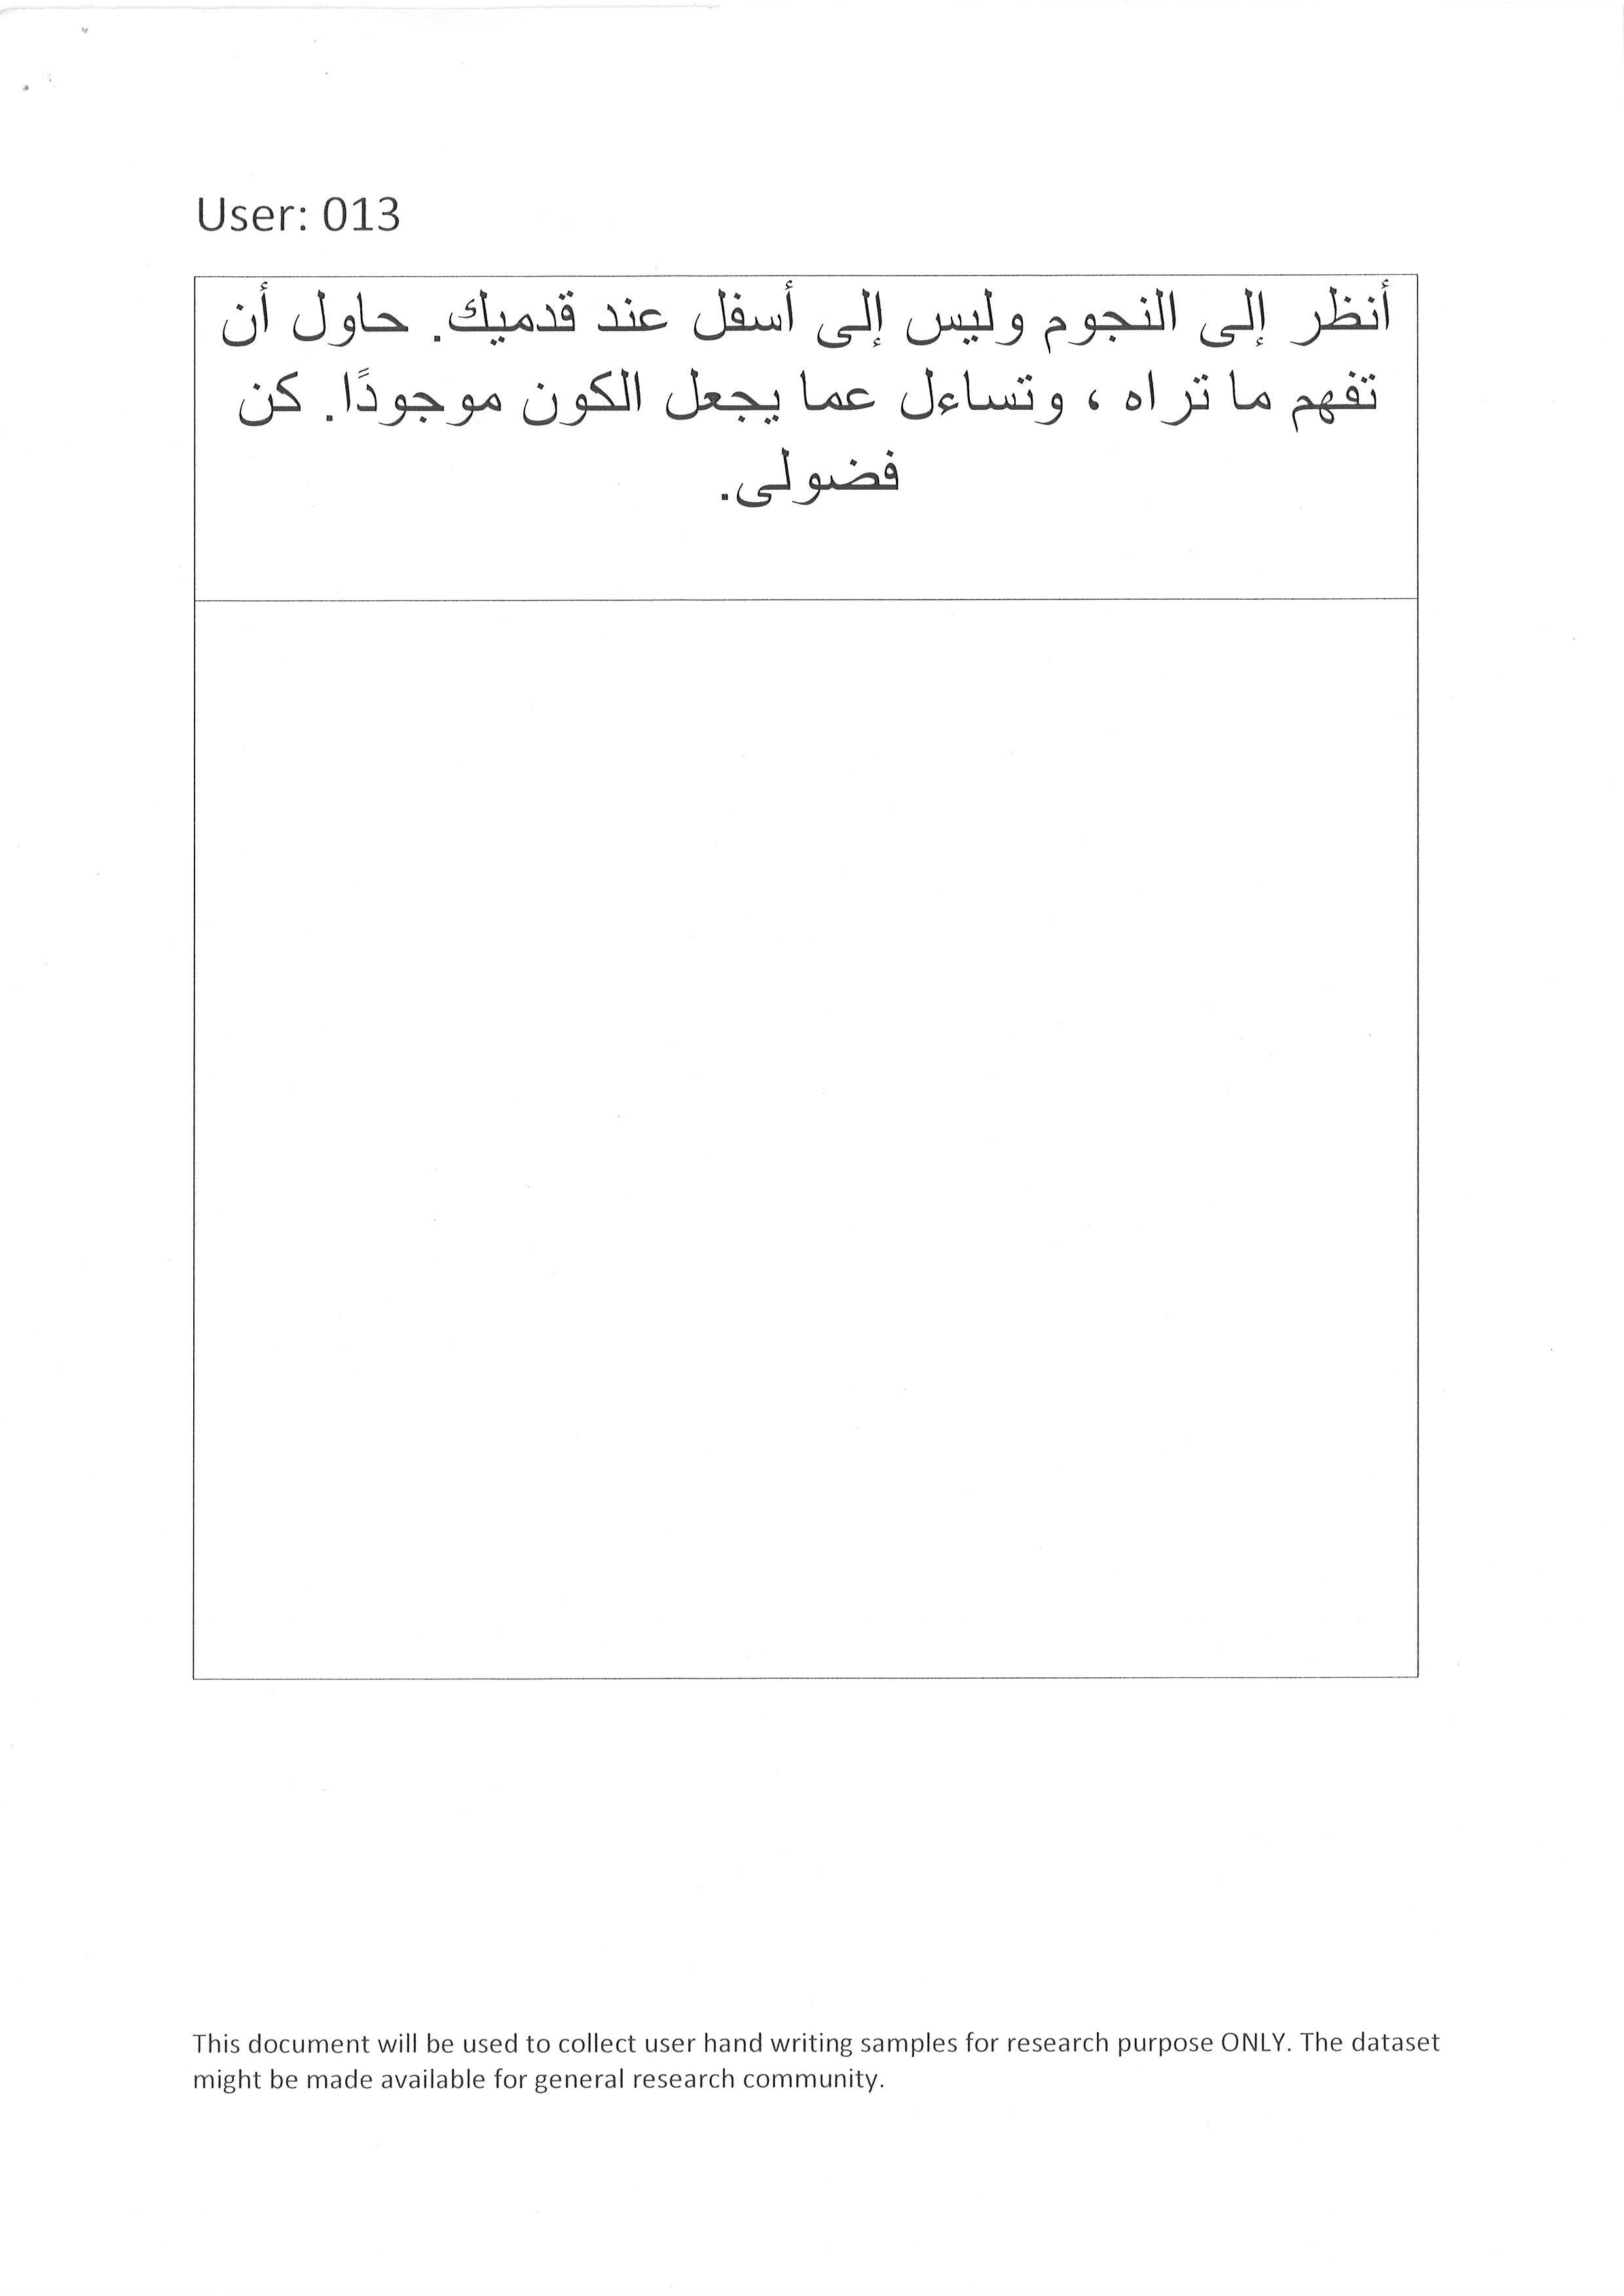 User: 013
أنظر إلى النجوم وليس إلى أسفل عند قدميك. حاول أن
تفهم ما تراه ، وتساءل عما يجعل الكون موجودًا. كن
فضولى.
This document will be used to collect user hand writing samples for research purpose ONLY. The dataset
might be made available for general research community.